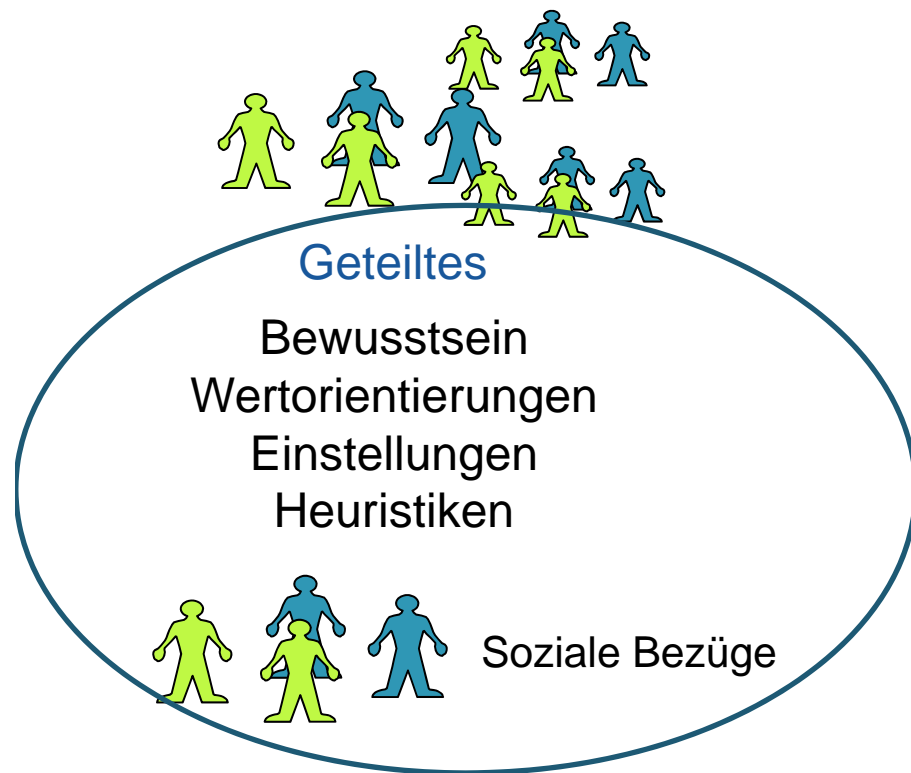 Geteiltes
Bewusstsein
Wertorientierungen
Einstellungen
Heuristiken
Soziale Bezüge